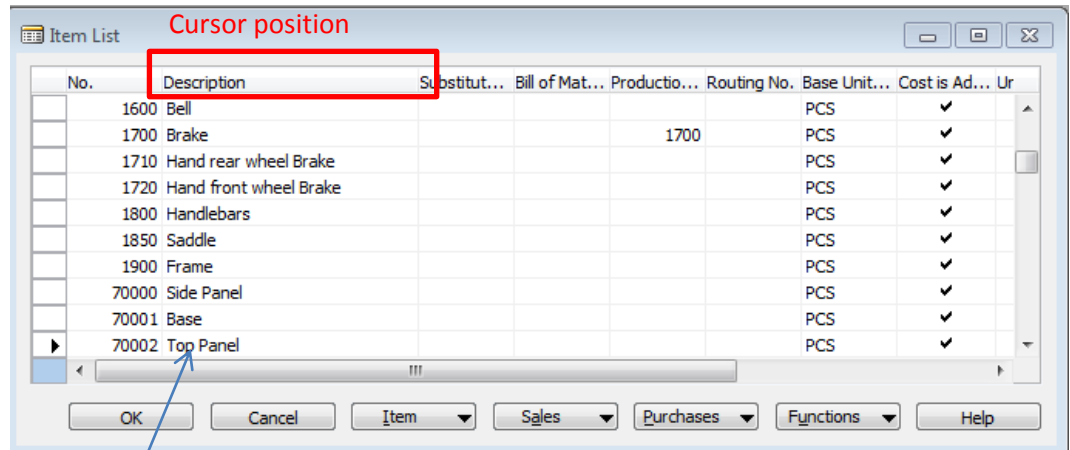 Item List Cursor position
No. Description Substitut... Bill of Mat... Productio... Routing No. Base Unit... Cost is Ad... Ur
1600 Bell PCS ✔
1700 Brake 1700 PCS ✔
1710 Hand rear wheel Brake PCS ✔
1720 Hand front wheel Brake PCS ✔
1800 Handlebars PCS ✔
1850 Saddle PCS ✔
1900 Frame PCS ✔
70000 Side Panel PCS ✔
70001 Base PCS ✔
70002 Top Panel PCS ✔
OK Cancel Item Sales Purchases Functions Help